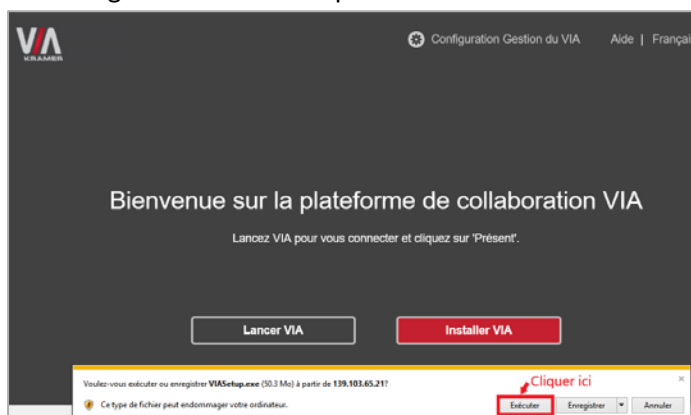 VIA
KRAMER
Configuration Gestion du VIA Aide | Françai
Bienvenue sur la plateforme de collaboration VIA
Lancez VIA pour vous connecter et cliquez sur 'Présent'.
Lancer VIA Installer VIA
Cliquer ici
Voulez-vous exécuter ou enregistrer VIASetup.exe (50.3 Mo) à partir de 139.103.65.21? ×
Ce type de fichier peut endommager votre ordinateur. Exécuter Enregistrer Annuler